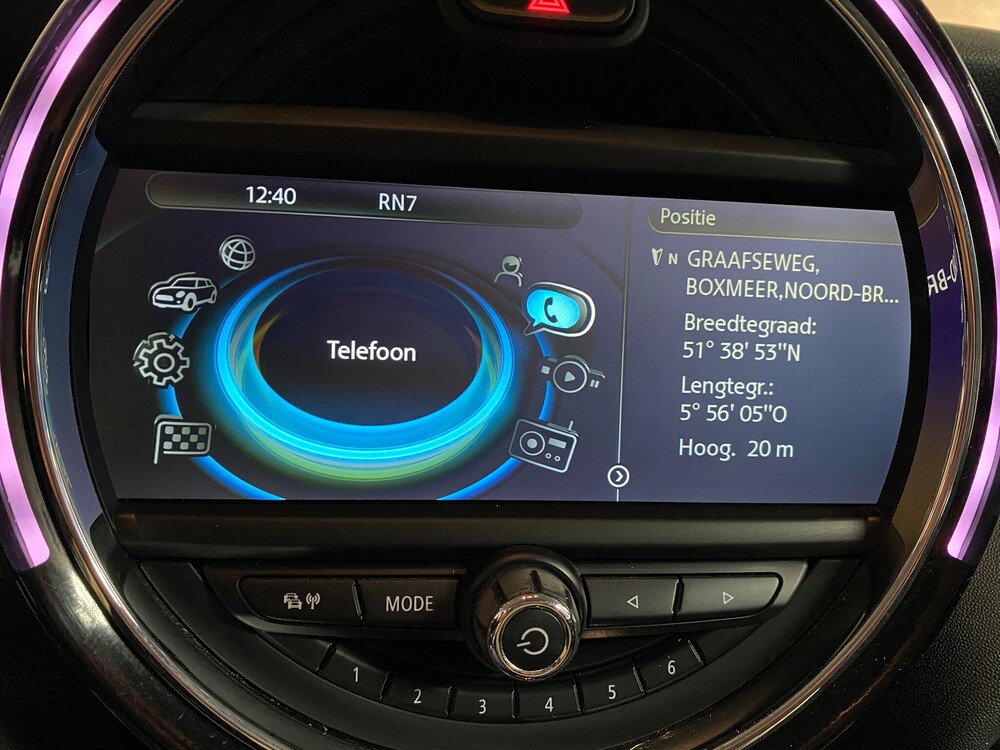 12:40 RN7
Positie
N GRAAFSEWEG,
BOXMEER,NOORD-BR...
Breedtegraad:
51° 38' 53"N
Lengtegr.:
5° 56' 05"O
Hoog. 20 m
Telefoon
MODE
1 2 3 4 5 6